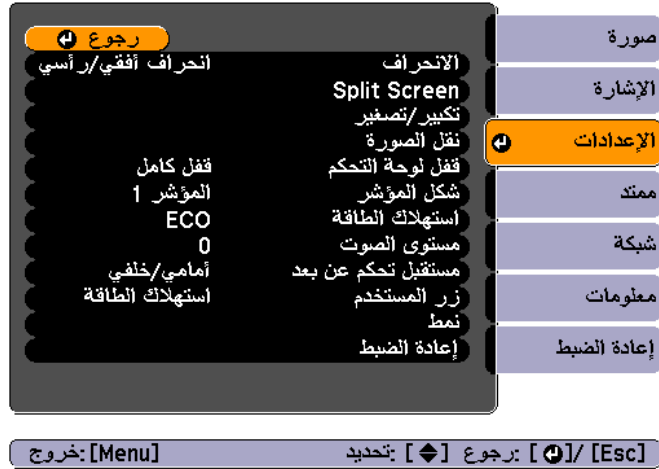 رجوع
الانحراف انحراف أفقي/رأسي
Split Screen
تكبير/تصغير
نقل الصورة
قفل لوحة التحكم قفل كامل
شكل المؤشر المؤشر 1
استهلاك الطاقة ECO
مستوى الصوت 0
مستقبل تحكم عن بعد أمامي/خلفي
زر المستخدم استهلاك الطاقة
نمط
إعادة الضبط
صورة
الإشارة
الإعدادات
ممتد
شبكة
معلومات
إعادة الضبط
[Esc] /[ ] :رجوع [ ] :تحديد [Menu] :خروج